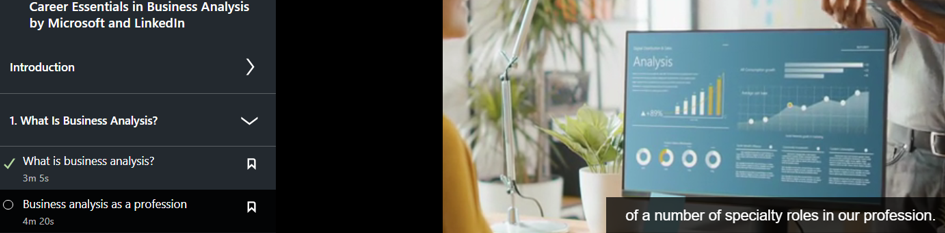 Career Essentials in Business Analysis
by Microsoft and LinkedIn
Introduction
1. What Is Business Analysis?
What is business analysis?
3m 5s
Business analysis as a profession
4m 20s
Analysis
+89%
of a number of specialty roles in our profession.